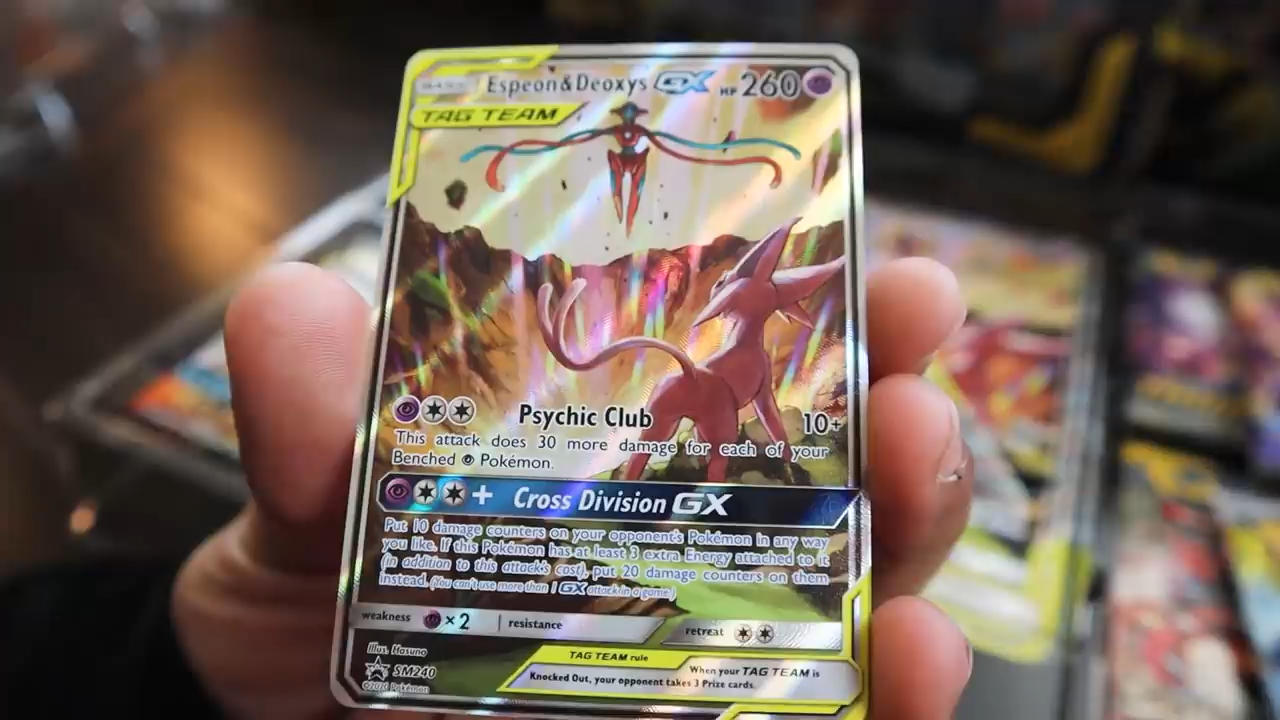 BASIC Espeon&Deoxys GX HP260
TAG TEAM
Psychic Club 10+
This attack does 30 more damage for each of your
Benched Pokémon.
+ Cross Division GX
Put 10 damage counters on your opponent's Pokémon in any way
you like. If this Pokémon has at least 3 extra Energy attached to it
(in addition to this attack's cost), put 20 damage counters on them
instead. (You can't use more than 1 GX attack in a game.)
weakness ×2 resistance retreat
Illus. Hasuno
SM240
©2020 Pokémon
TAG TEAM rule
When your TAG TEAM is
Knocked Out, your opponent takes 3 Prize cards.